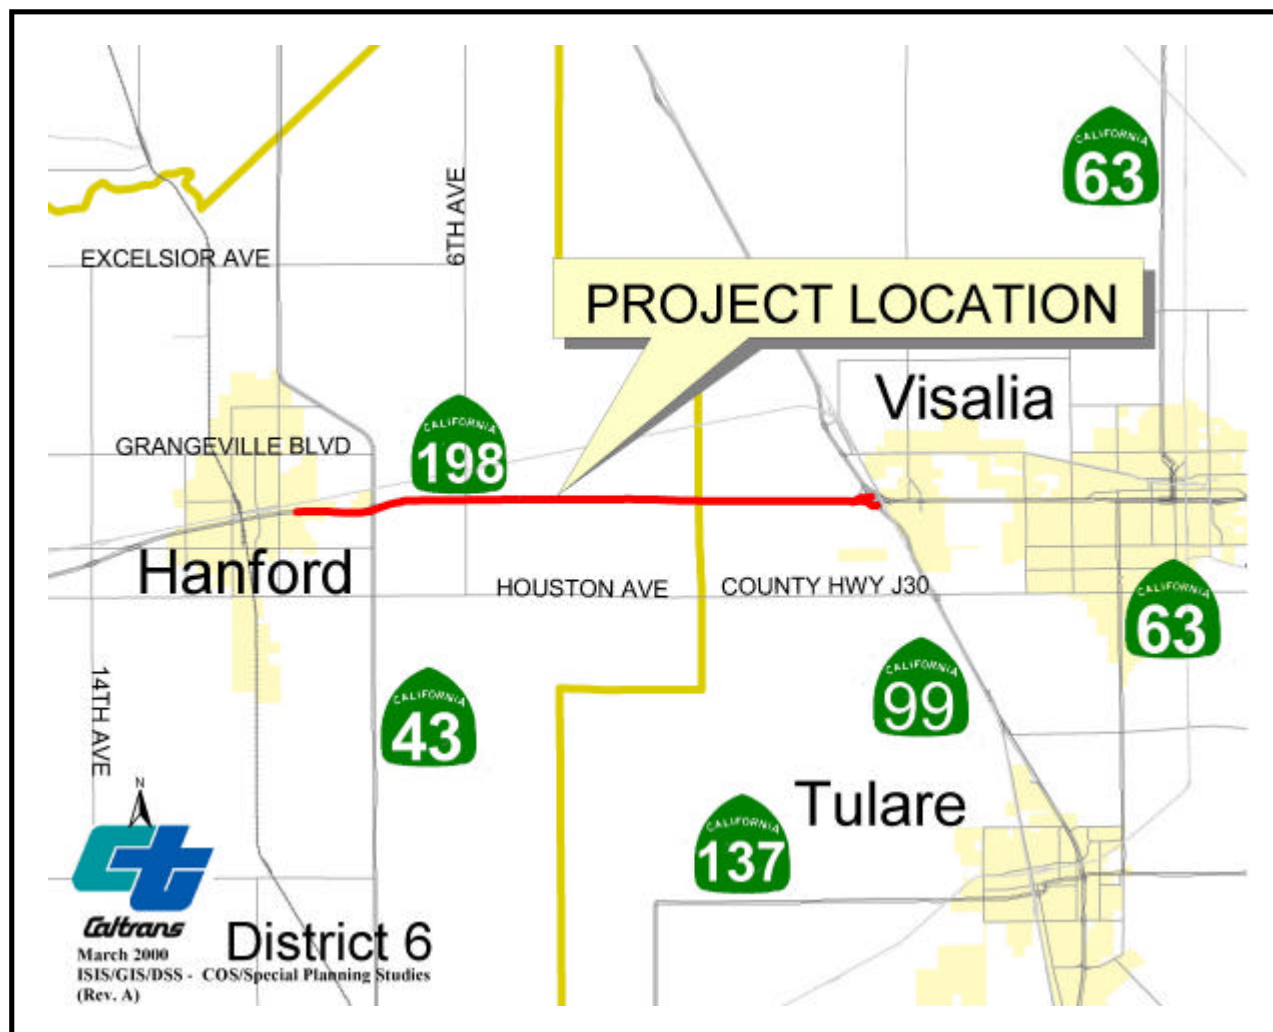 CALIFORNIA
63
6TH AVE
EXCELSIOR AVE
PROJECT LOCATION
Visalia
CALIFORNIA
198
GRANGEVILLE BLVD
Hanford
HOUSTON AVE
COUNTY HWY J30
CALIFORNIA
63
CALIFORNIA
99
CALIFORNIA
43
14TH AVE
N
Tulare
CALIFORNIA
137
Ct
Caltrans
District 6
March 2000
ISIS/GIS/DSS - COS/Special Planning Studies
(Rev. A)